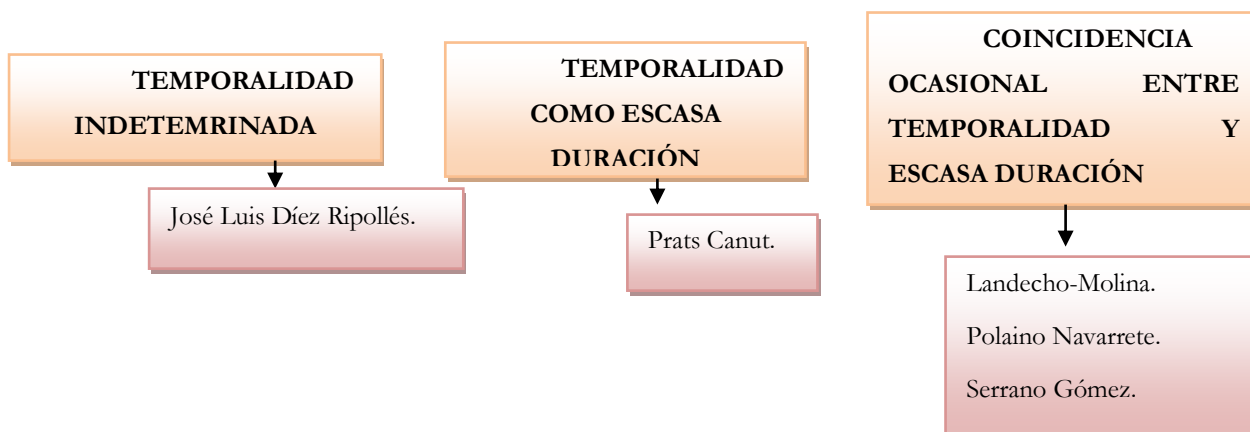 TEMPORALIDAD
INDETEMRINADA
José Luis Díez Ripollés.
TEMPORALIDAD
COMO ESCASA
DURACIÓN
Prats Canut.
COINCIDENCIA
OCASIONAL ENTRE
TEMPORALIDAD Y
ESCASA DURACIÓN
Landecho-Molina.
Polaino Navarrete.
Serrano Gómez.